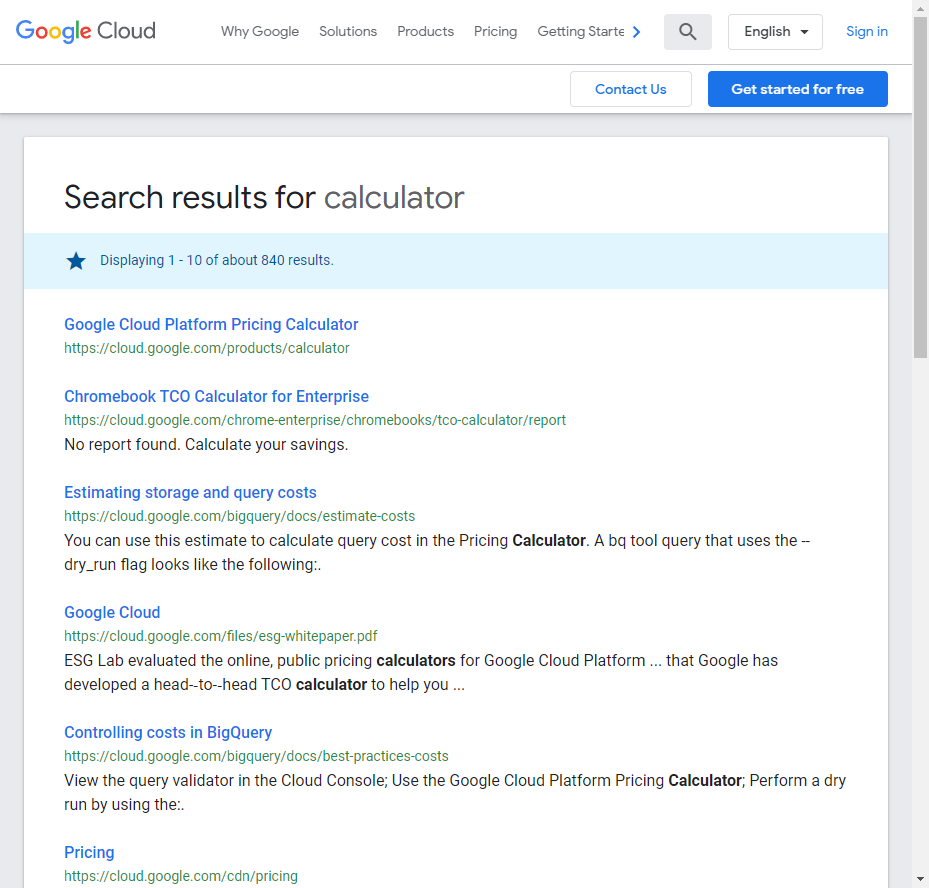 Google Cloud
Why Google
Solutions
Products
Pricing
Getting Starte
English
Sign in
Contact Us
Get started for free
Search results for calculator
Displaying 1 - 10 of about 840 results.
Google Cloud Platform Pricing Calculator
https://cloud.google.com/products/calculator
Chromebook TCO Calculator for Enterprise
https://cloud.google.com/chrome-enterprise/chromebooks/tco-calculator/report
No report found. Calculate your savings.
Estimating storage and query costs
https://cloud.google.com/bigquery/docs/estimate-costs
You can use this estimate to calculate query cost in the Pricing Calculator. A bq tool query that uses the --
dry_run flag looks like the following:.
Google Cloud
https://cloud.google.com/files/esg-whitepaper.pdf
ESG Lab evaluated the online, public pricing calculators for Google Cloud Platform ... that Google has
developed a head-‐to-‐head TCO calculator to help you ...
Controlling costs in BigQuery
https://cloud.google.com/bigquery/docs/best-practices-costs
View the query validator in the Cloud Console; Use the Google Cloud Platform Pricing Calculator; Perform a dry
run by using the:.
Pricing
https://cloud.google.com/cdn/pricing